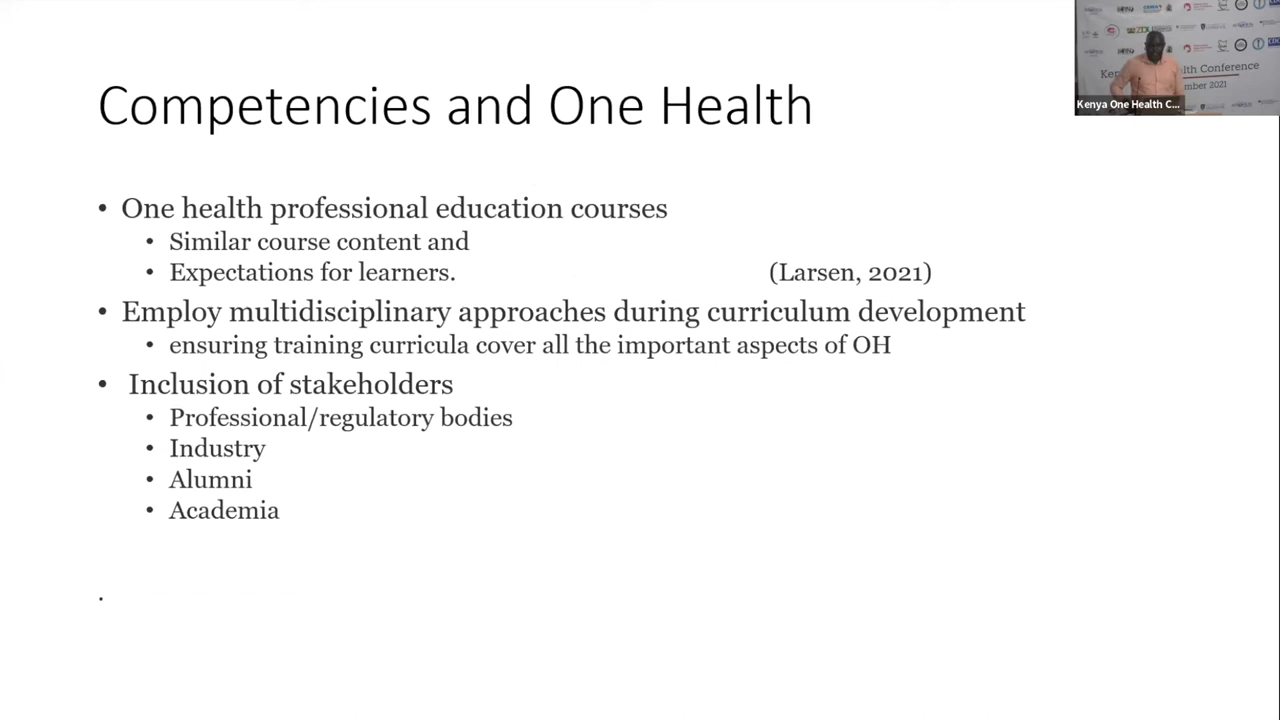 Competencies and One Health
• One health professional education courses
• Similar course content and
• Expectations for learners. (Larsen, 2021)
• Employ multidisciplinary approaches during curriculum development
• ensuring training curricula cover all the important aspects of OH
• Inclusion of stakeholders
• Professional/regulatory bodies
• Industry
• Alumni
• Academia
.
lth Conference
mber 2021
Kenya One Health C...